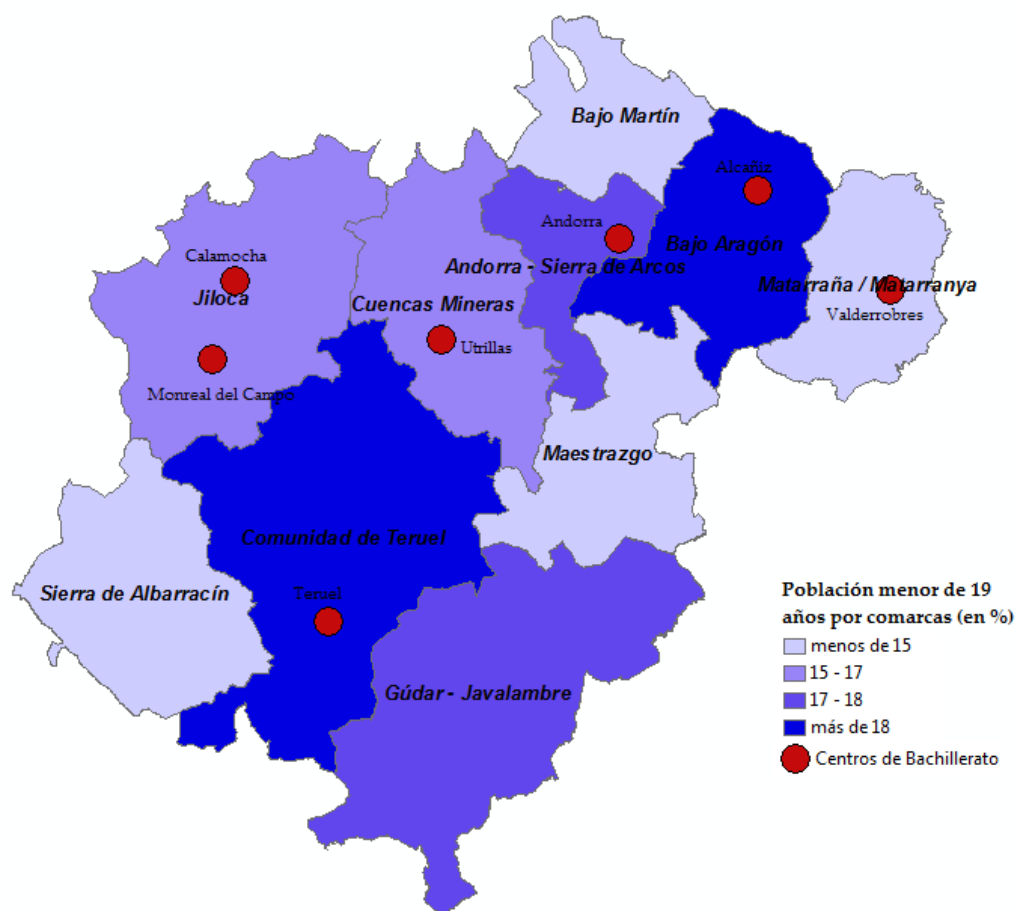 Bajo Martín
Alcañiz
Andorra
Bajo Aragón
Calamocha
Andorra - Sierra de Arcos
Matarraña / Matarranya
Jiloca
Cuencas Mineras
Valderrobres
Utrillas
Monreal del Campo
Maestrazgo
Comunidad de Teruel
Sierra de Albarracín
Teruel
Gúdar - Javalambre
Población menor de 19
años por comarcas (en %)
menos de 15
15 - 17
17 - 18
más de 18
Centros de Bachillerato